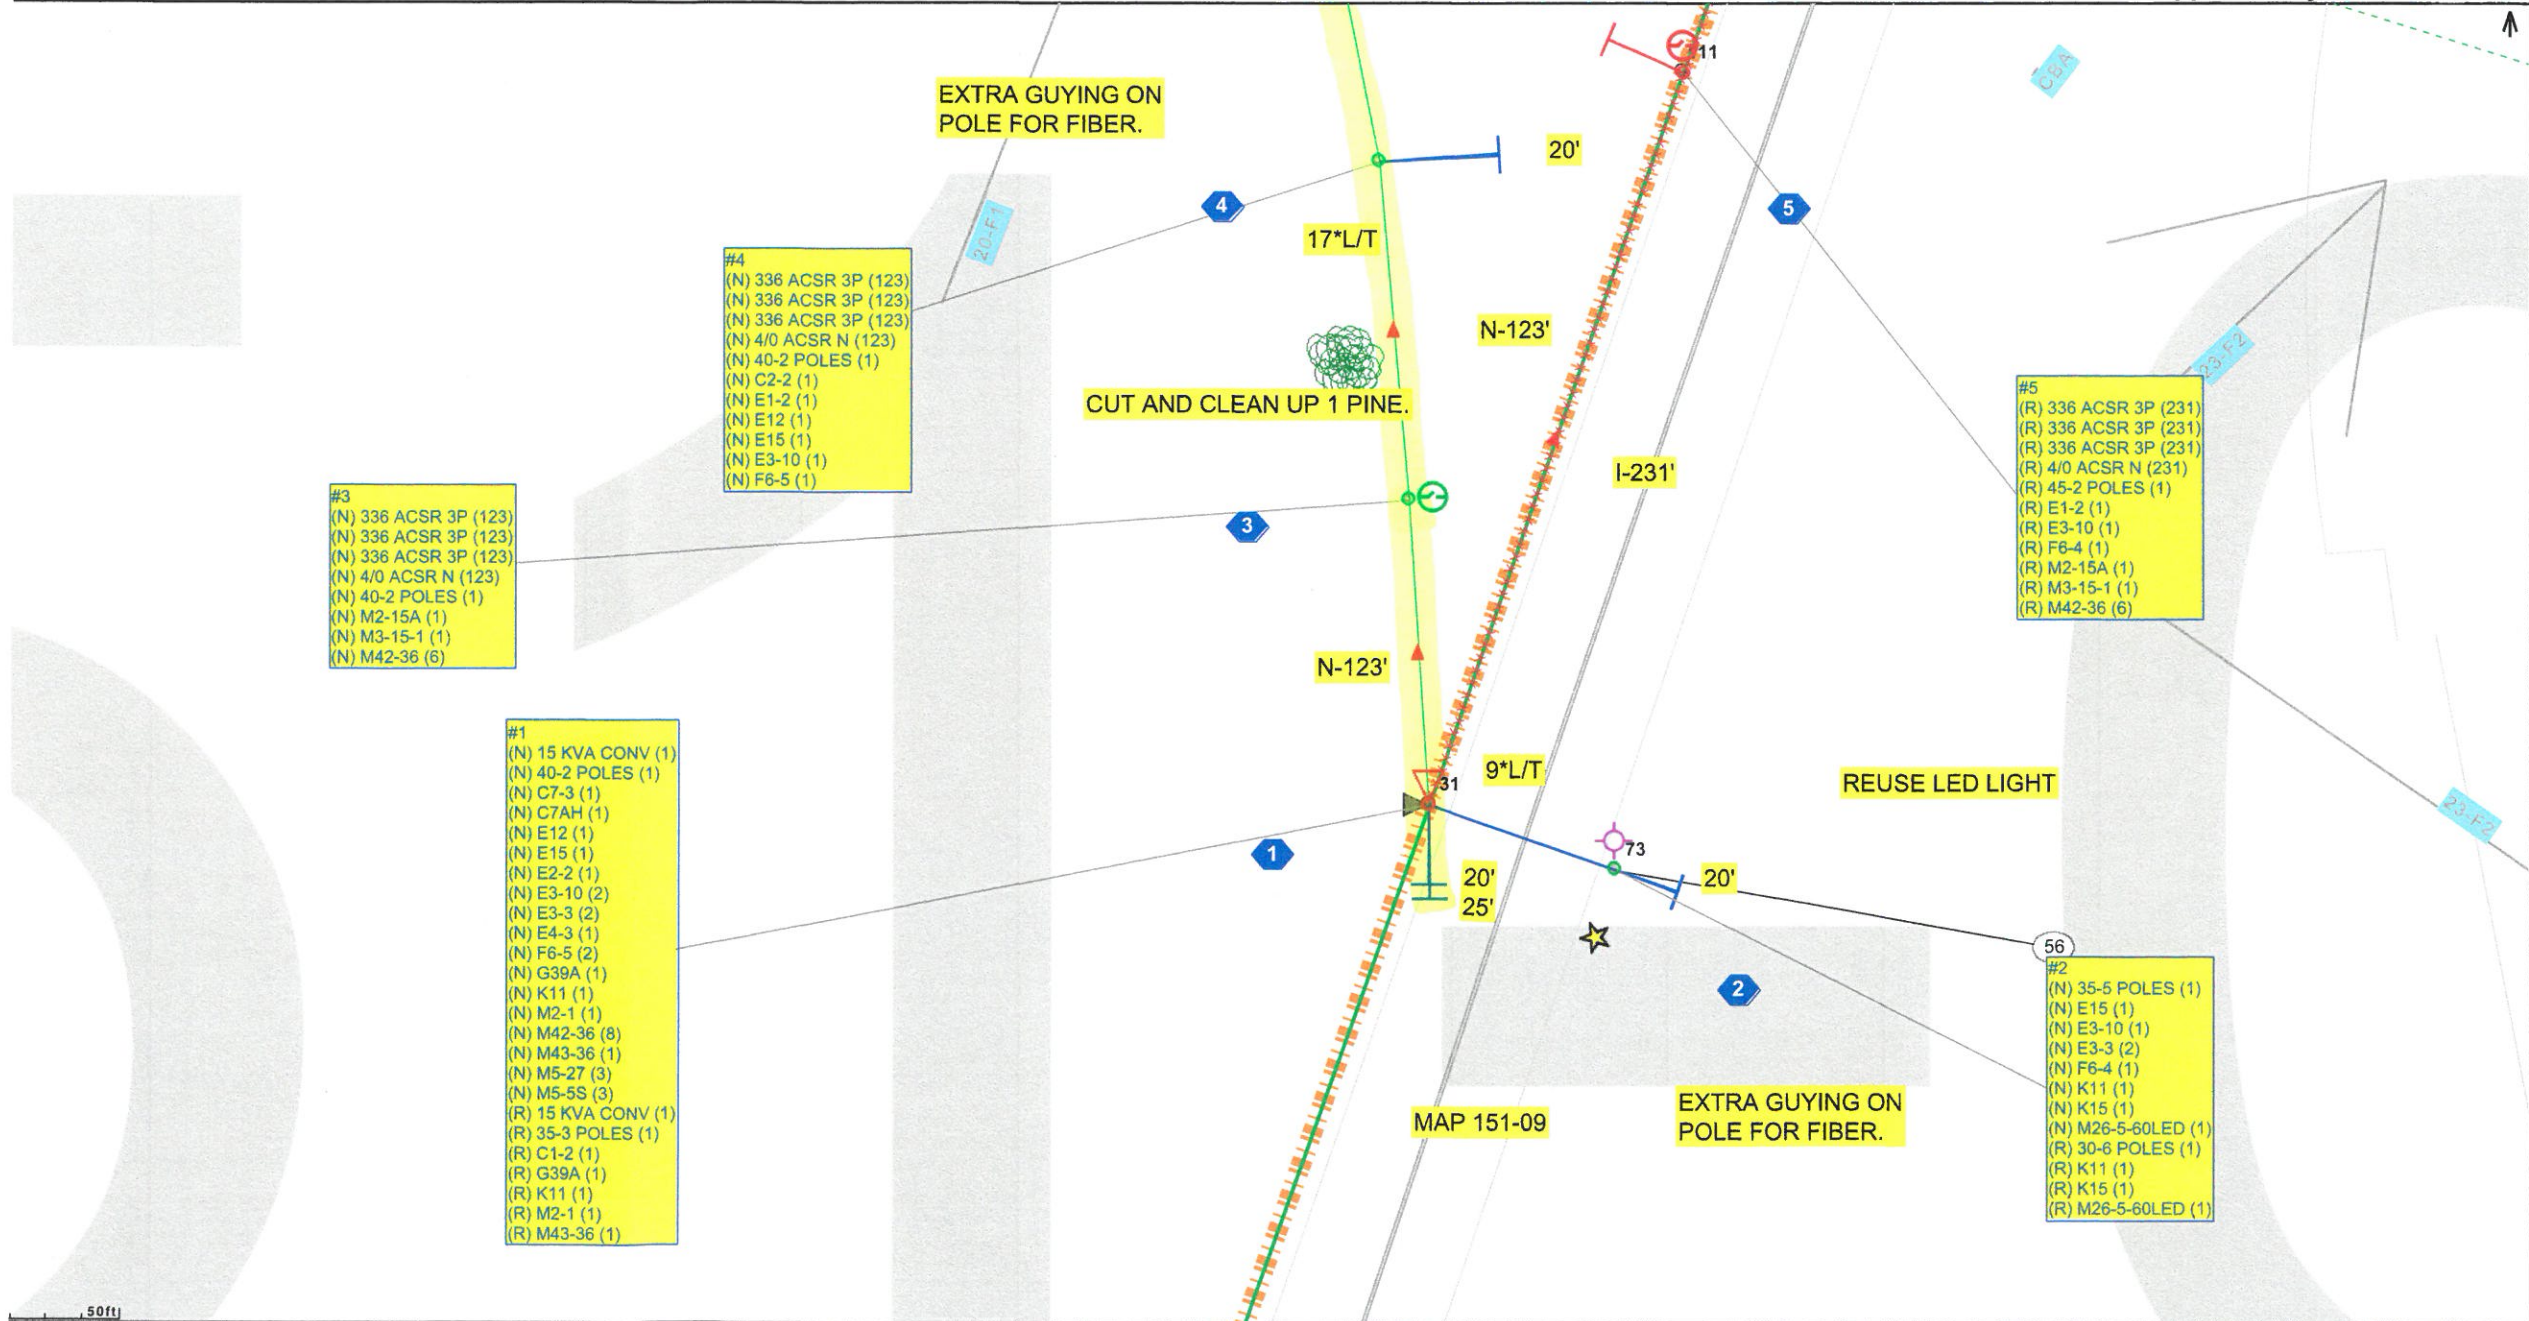 11
CBA
EXTRA GUYING ON
POLE FOR FIBER.
20'
4
5
20-F1
17*L/T
#4
(N) 336 ACSR 3P (123)
(N) 336 ACSR 3P (123)
(N) 336 ACSR 3P (123)
(N) 4/0 ACSR N (123)
(N) 40-2 POLES (1)
(N) C2-2 (1)
(N) E1-2 (1)
(N) E12 (1)
(N) E15 (1)
(N) E3-10 (1)
(N) F6-5 (1)
N-123'
23-F2
CUT AND CLEAN UP 1 PINE.
#5
(R) 336 ACSR 3P (231)
(R) 336 ACSR 3P (231)
(R) 336 ACSR 3P (231)
(R) 4/0 ACSR N (231)
(R) 45-2 POLES (1)
(R) E1-2 (1)
(R) E3-10 (1)
(R) F6-4 (1)
(R) M2-15A (1)
(R) M3-15-1 (1)
(R) M42-36 (6)
I-231'
#3
(N) 336 ACSR 3P (123)
(N) 336 ACSR 3P (123)
(N) 336 ACSR 3P (123)
(N) 4/0 ACSR N (123)
(N) 40-2 POLES (1)
(N) M2-15A (1)
(N) M3-15-1 (1)
(N) M42-36 (6)
3
N-123'
#1
(N) 15 KVA CONV (1)
(N) 40-2 POLES (1)
(N) C7-3 (1)
(N) C7AH (1)
(N) E12 (1)
(N) E15 (1)
(N) E2-2 (1)
(N) E3-10 (2)
(N) E3-3 (2)
(N) E4-3 (1)
(N) F6-5 (2)
(N) G39A (1)
(N) K11 (1)
(N) M2-1 (1)
(N) M42-36 (8)
(N) M43-36 (1)
(N) M5-27 (3)
(N) M5-5S (3)
(R) 15 KVA CONV (1)
(R) 35-3 POLES (1)
(R) C1-2 (1)
(R) G39A (1)
(R) K11 (1)
(R) M2-1 (1)
(R) M43-36 (1)
9*L/T
31
REUSE LED LIGHT
23-F2
1
73
20'
20'
25'
56
2
#2
(N) 35-5 POLES (1)
(N) E15 (1)
(N) E3-10 (1)
(N) E3-3 (2)
(N) F6-4 (1)
(N) K11 (1)
(N) K15 (1)
(N) M26-5-60LED (1)
(R) 30-6 POLES (1)
(R) K11 (1)
(R) K15 (1)
(R) M26-5-60LED (1)
MAP 151-09
EXTRA GUYING ON
POLE FOR FIBER.
50ft